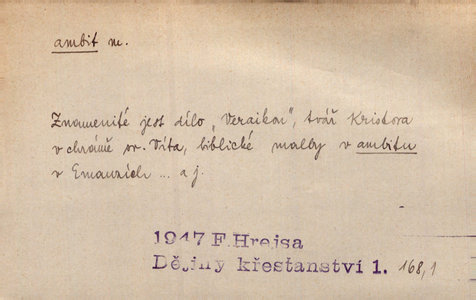 ambit m.
Znamenité jest dílo „Veraikon", tvář Kristova
v chrámě sv. Víta, biblické malby v ambitu
v Emauzích ... a j.
1947 F. Hrejsa
Dějiny křesťanství 1. 168,1